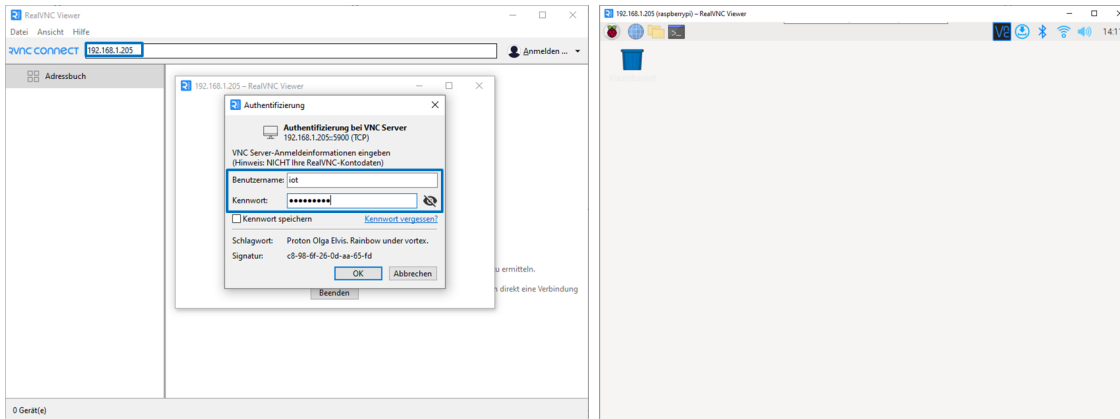 RealVNC Viewer
Datei Ansicht Hilfe
RVNC CONNECT 192.168.1.205 Anmelden ...
Adressbuch
192.168.1.205 – RealVNC Viewer
Authentifizierung
Authentifizierung bei VNC Server
192.168.1.205::5900 (TCP)
VNC Server-Anmeldeinformationen eingeben
(Hinweis: NICHT Ihre RealVNC-Kontodaten)
Benutzername: iot
Kennwort: •••••••••
Kennwort speichern Kennwort vergessen?
Schlagwort: Proton Olga Elvis. Rainbow under vortex.
Signatur: c8-98-6f-26-0d-aa-65-fd
OK Abbrechen
u ermitteln.
direkt eine Verbindung
Beenden
0 Gerät(e)
192.168.1.205 (raspberrypi) – RealVNC Viewer
14:11